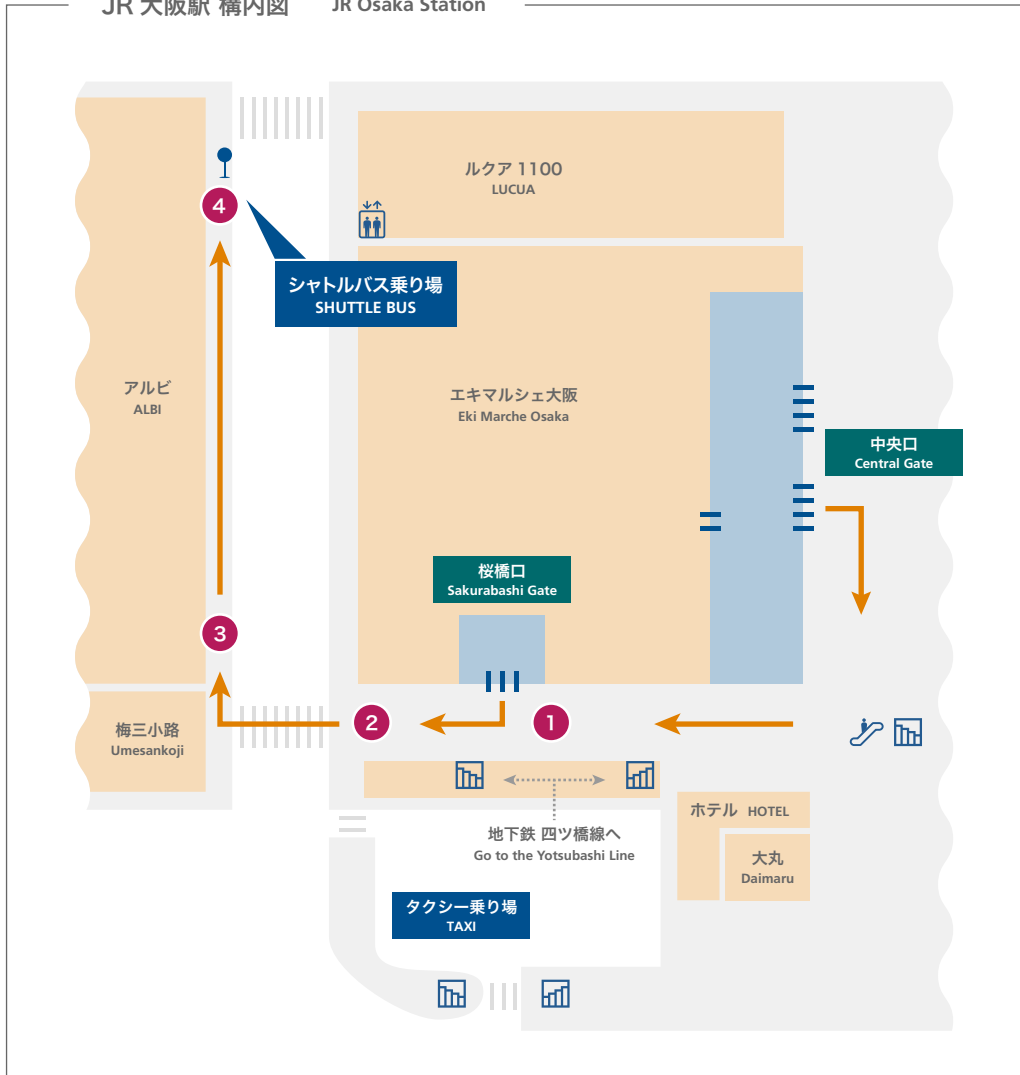 JR 大阪駅 構内図 JR Osaka Station
ルクア 1100
LUCUA
4
シャトルバス乗り場
SHUTTLE BUS
アルビ
ALBI
エキマルシェ大阪
Eki Marche Osaka
中央口
Central Gate
桜橋口
Sakurabashi Gate
3
2
1
梅三小路
Umesankoji
ホテル HOTEL
地下鉄 四ツ橋線へ
Go to the Yotsubashi Line
大丸
Daimaru
タクシー乗り場
TAXI